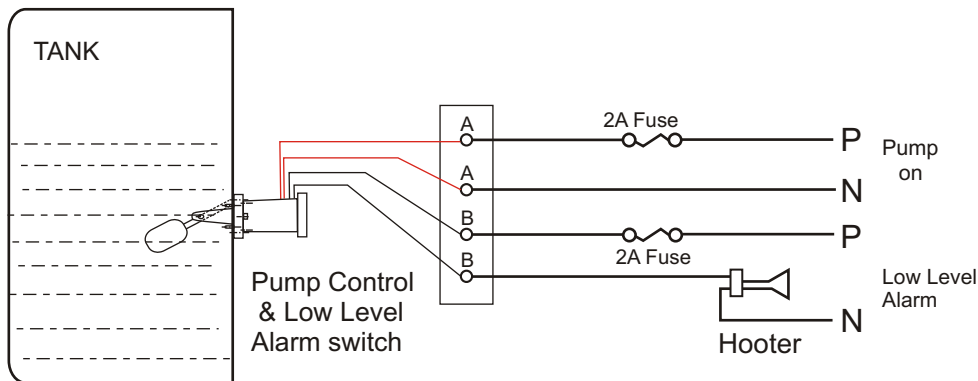 TANK
Pump Control
& Low Level
Alarm switch
A
A
B
B
2A Fuse
P
Pump
on
N
P
2A Fuse
Low Level
Alarm
N
Hooter